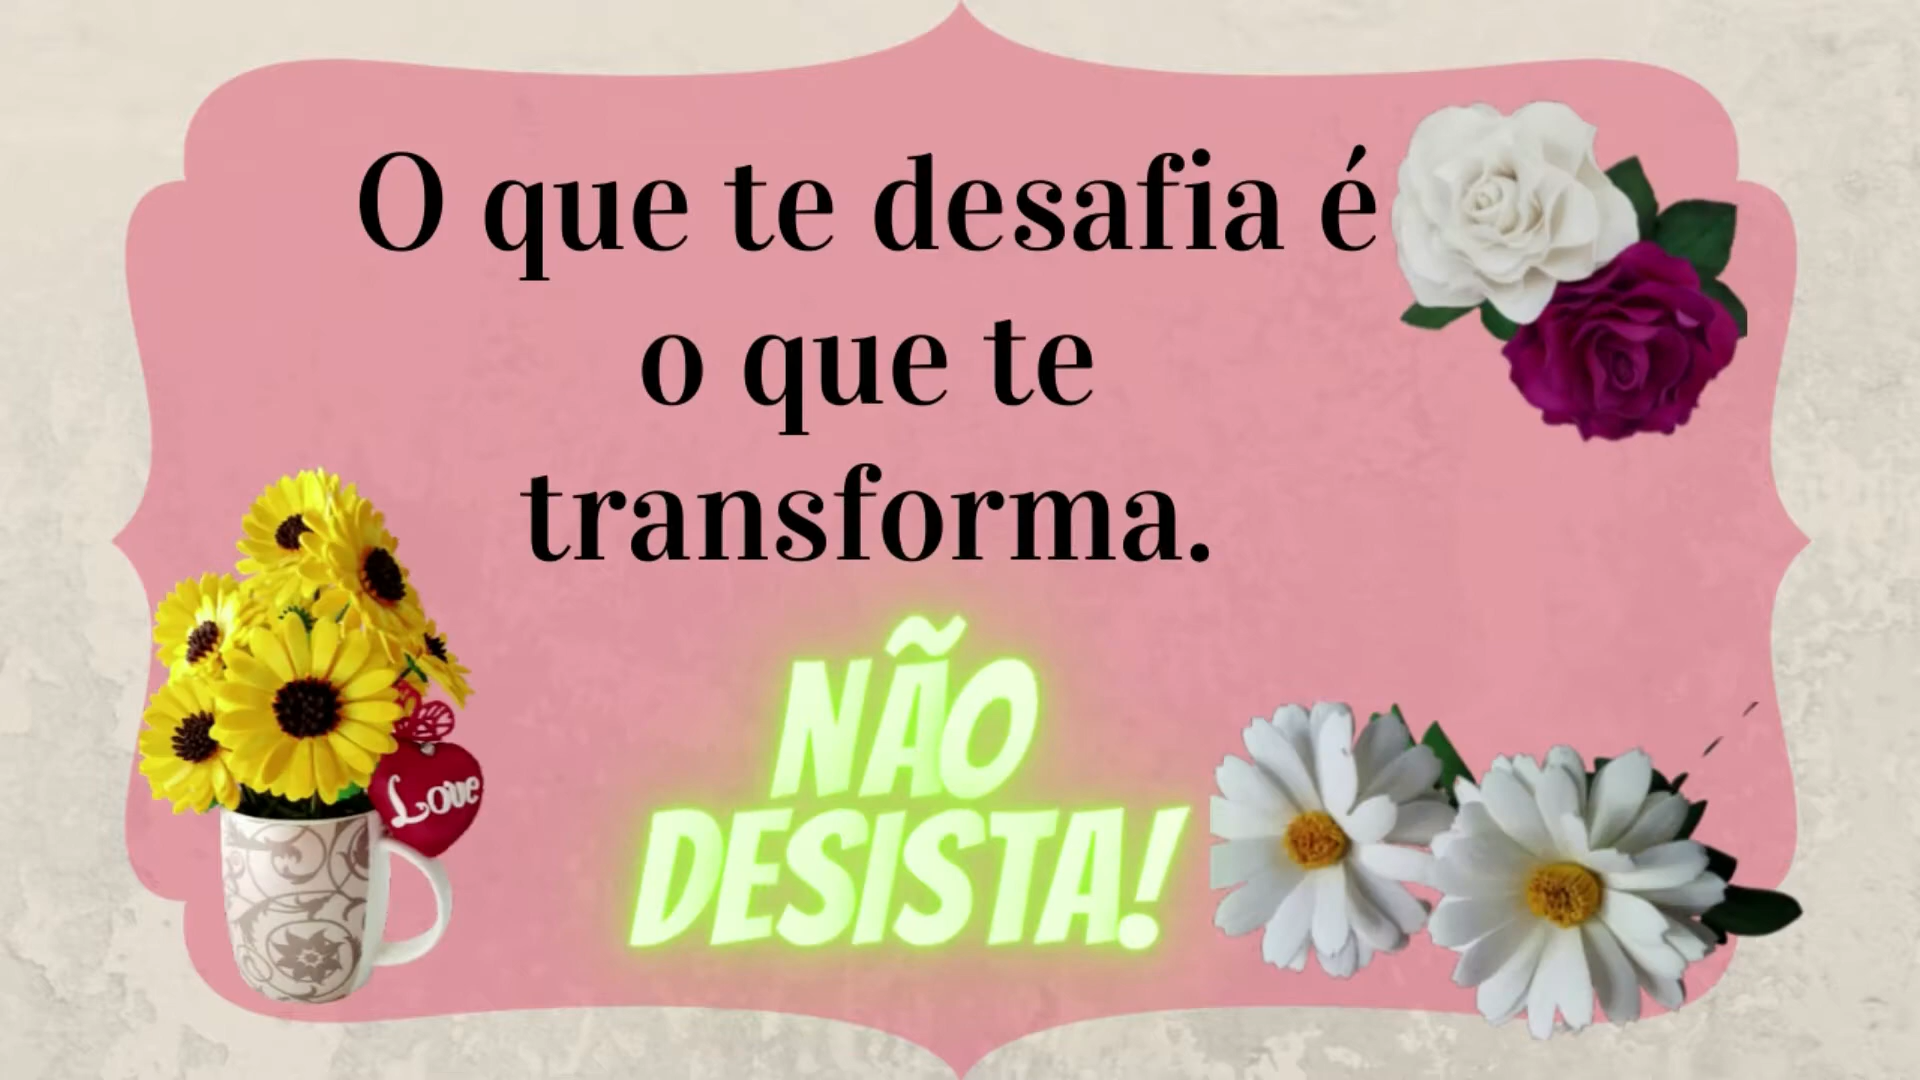 O que te desafia é
o que te
transforma.
NÃO
DESISTA!
Love